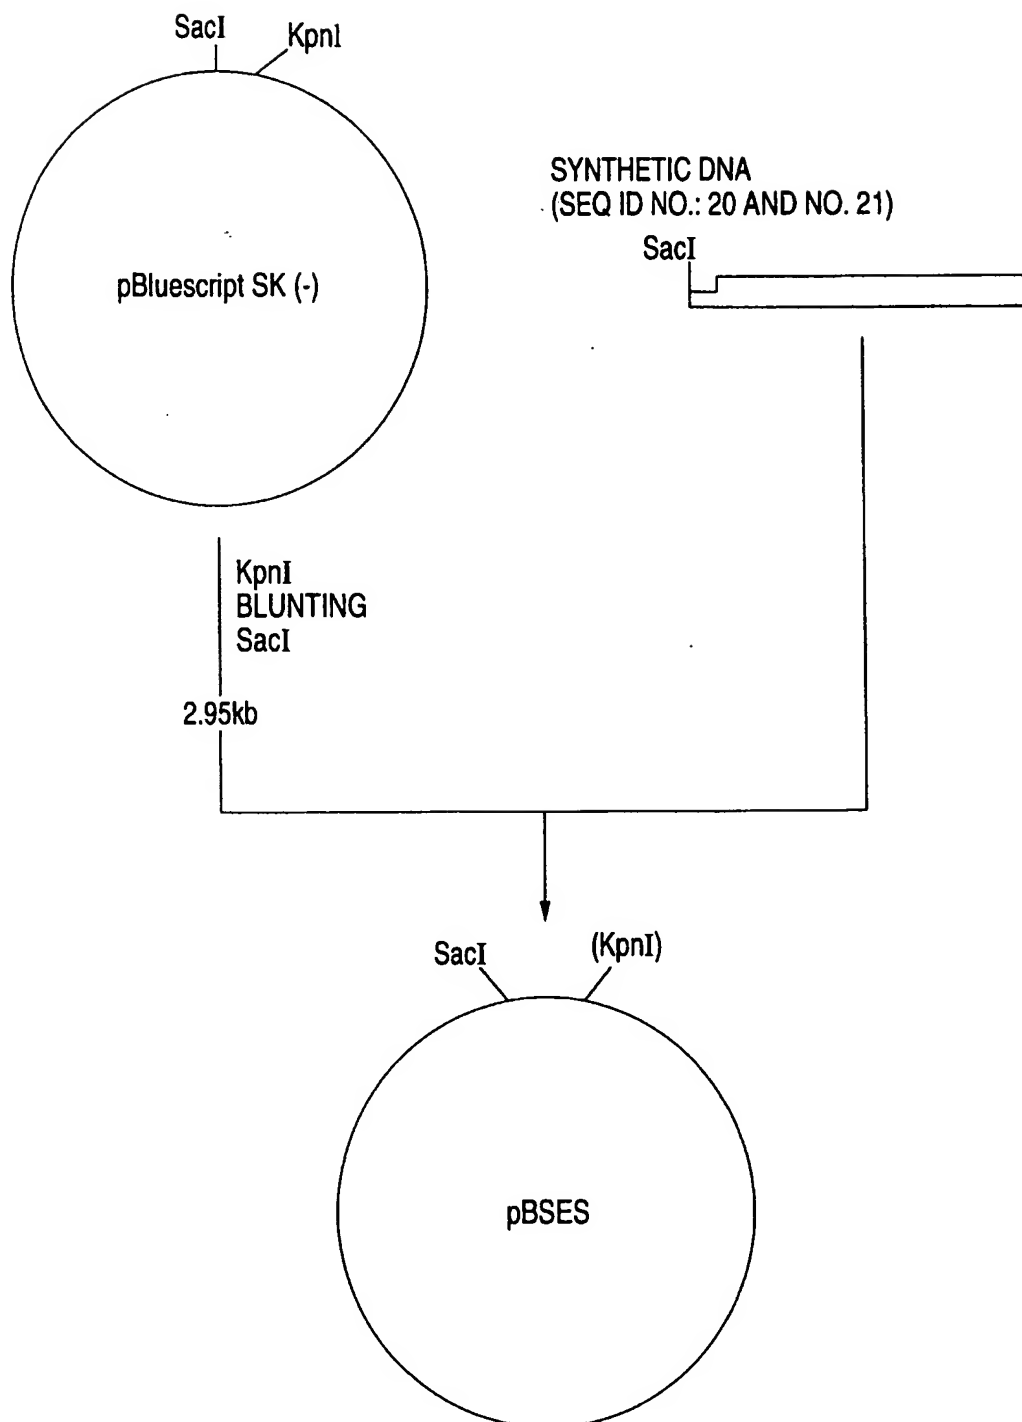 SacI
KpnI
pBluescript SK (-)
SYNTHETIC DNA
(SEQ ID NO.: 20 AND NO. 21)
SacI
KpnI
BLUNTING
SacI
2.95kb
SacI
(KpnI)
pBSES